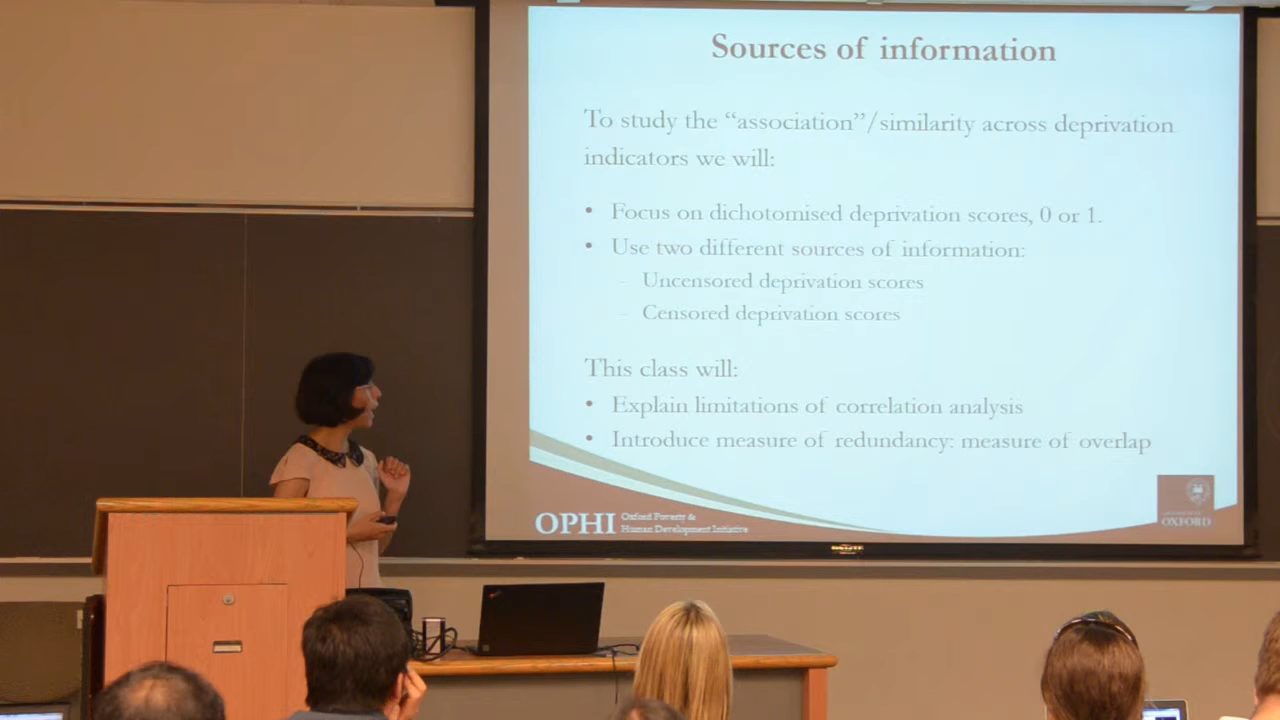 Sources of information
To study the “association”/similarity across deprivation
indicators we will:
• Focus on dichotomised deprivation scores, 0 or 1.
• Use two different sources of information:
– Uncensored deprivation scores
– Censored deprivation scores
This class will:
• Explain limitations of correlation analysis
• Introduce measure of redundancy: measure of overlap
OPHI Oxford Poverty &
Human Development Initiative
OXFORD